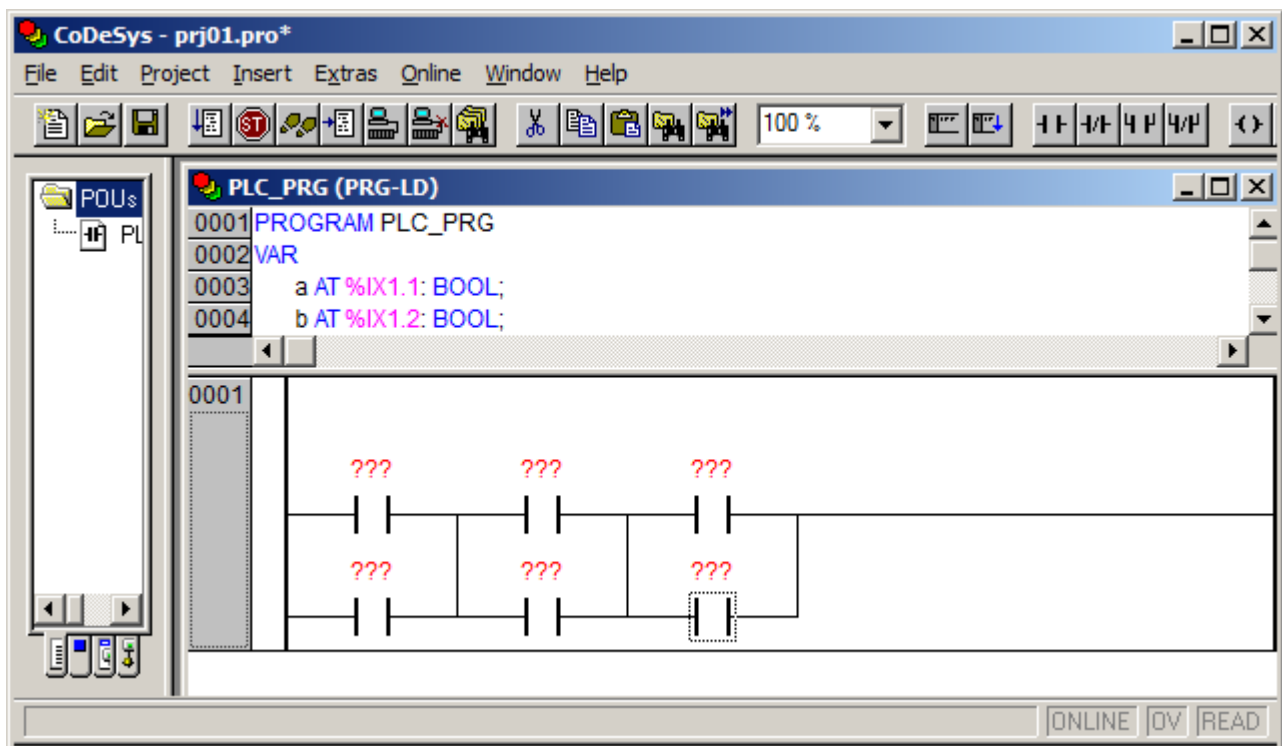 CoDeSys - prj01.pro*
File Edit Project Insert Extras Online Window Help
100 %
POUs
PL
PLC_PRG (PRG-LD)
0001 PROGRAM PLC_PRG
0002 VAR
0003 a AT %IX1.1: BOOL;
0004 b AT %IX1.2: BOOL;
0001
??? ??? ???
??? ??? ???
ONLINE OV READ